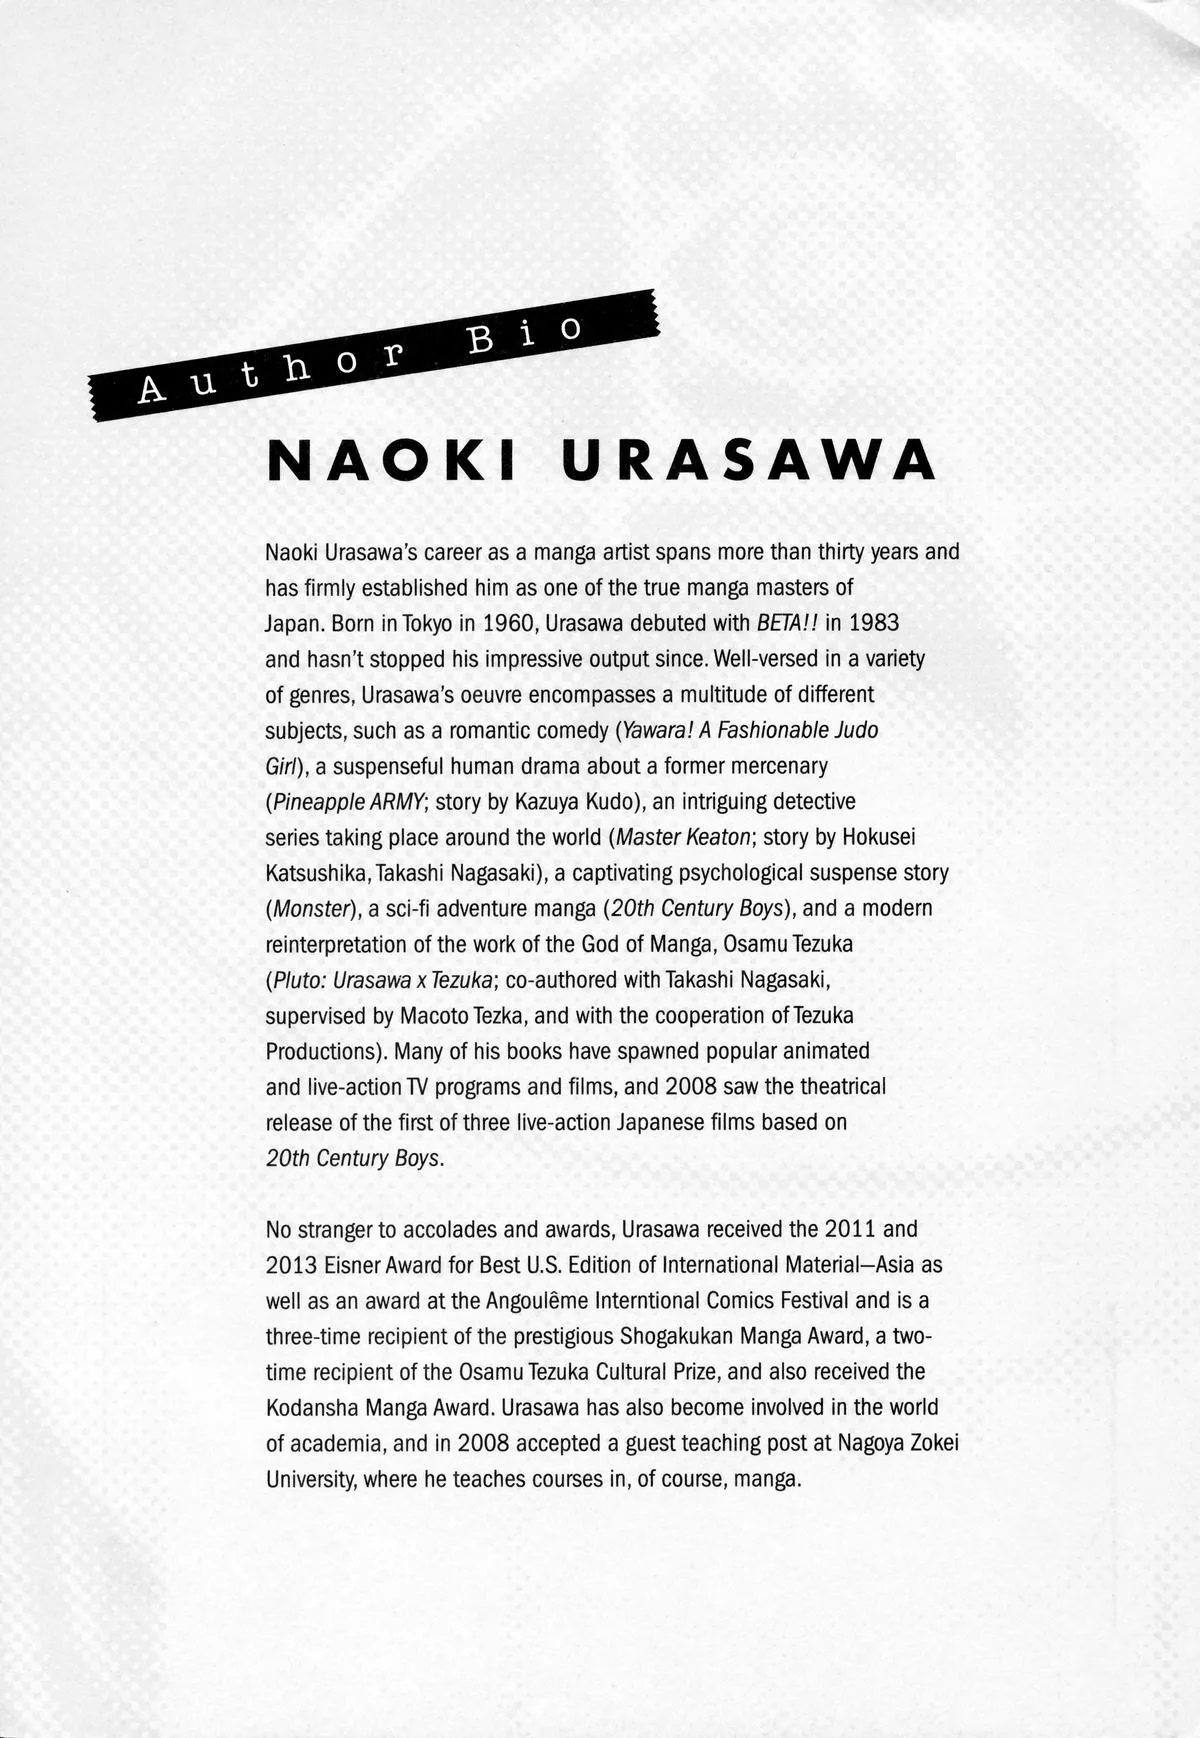 Author Bio
NAOKI URASAWA
Naoki Urasawa's career as a manga artist spans more than thirty years and
has firmly established him as one of the true manga masters of
Japan. Born in Tokyo in 1960, Urasawa debuted with BETA!! in 1983
and hasn't stopped his impressive output since. Well-versed in a variety
of genres, Urasawa's oeuvre encompasses a multitude of different
subjects, such as a romantic comedy (Yawara! A Fashionable Judo
Girl), a suspenseful human drama about a former mercenary
(Pineapple ARMY; story by Kazuya Kudo), an intriguing detective
series taking place around the world (Master Keaton; story by Hokusei
Katsushika, Takashi Nagasaki), a captivating psychological suspense story
(Monster), a sci-fi adventure manga (20th Century Boys), and a modern
reinterpretation of the work of the God of Manga, Osamu Tezuka
(Pluto: Urasawa x Tezuka; co-authored with Takashi Nagasaki,
supervised by Macoto Tezka, and with the cooperation of Tezuka
Productions). Many of his books have spawned popular animated
and live-action TV programs and films, and 2008 saw the theatrical
release of the first of three live-action Japanese films based on
20th Century Boys.
No stranger to accolades and awards, Urasawa received the 2011 and
2013 Eisner Award for Best U.S. Edition of International Material—Asia as
well as an award at the Angoulême Interntional Comics Festival and is a
three-time recipient of the prestigious Shogakukan Manga Award, a two-
time recipient of the Osamu Tezuka Cultural Prize, and also received the
Kodansha Manga Award. Urasawa has also become involved in the world
of academia, and in 2008 accepted a guest teaching post at Nagoya Zokei
University, where he teaches courses in, of course, manga.